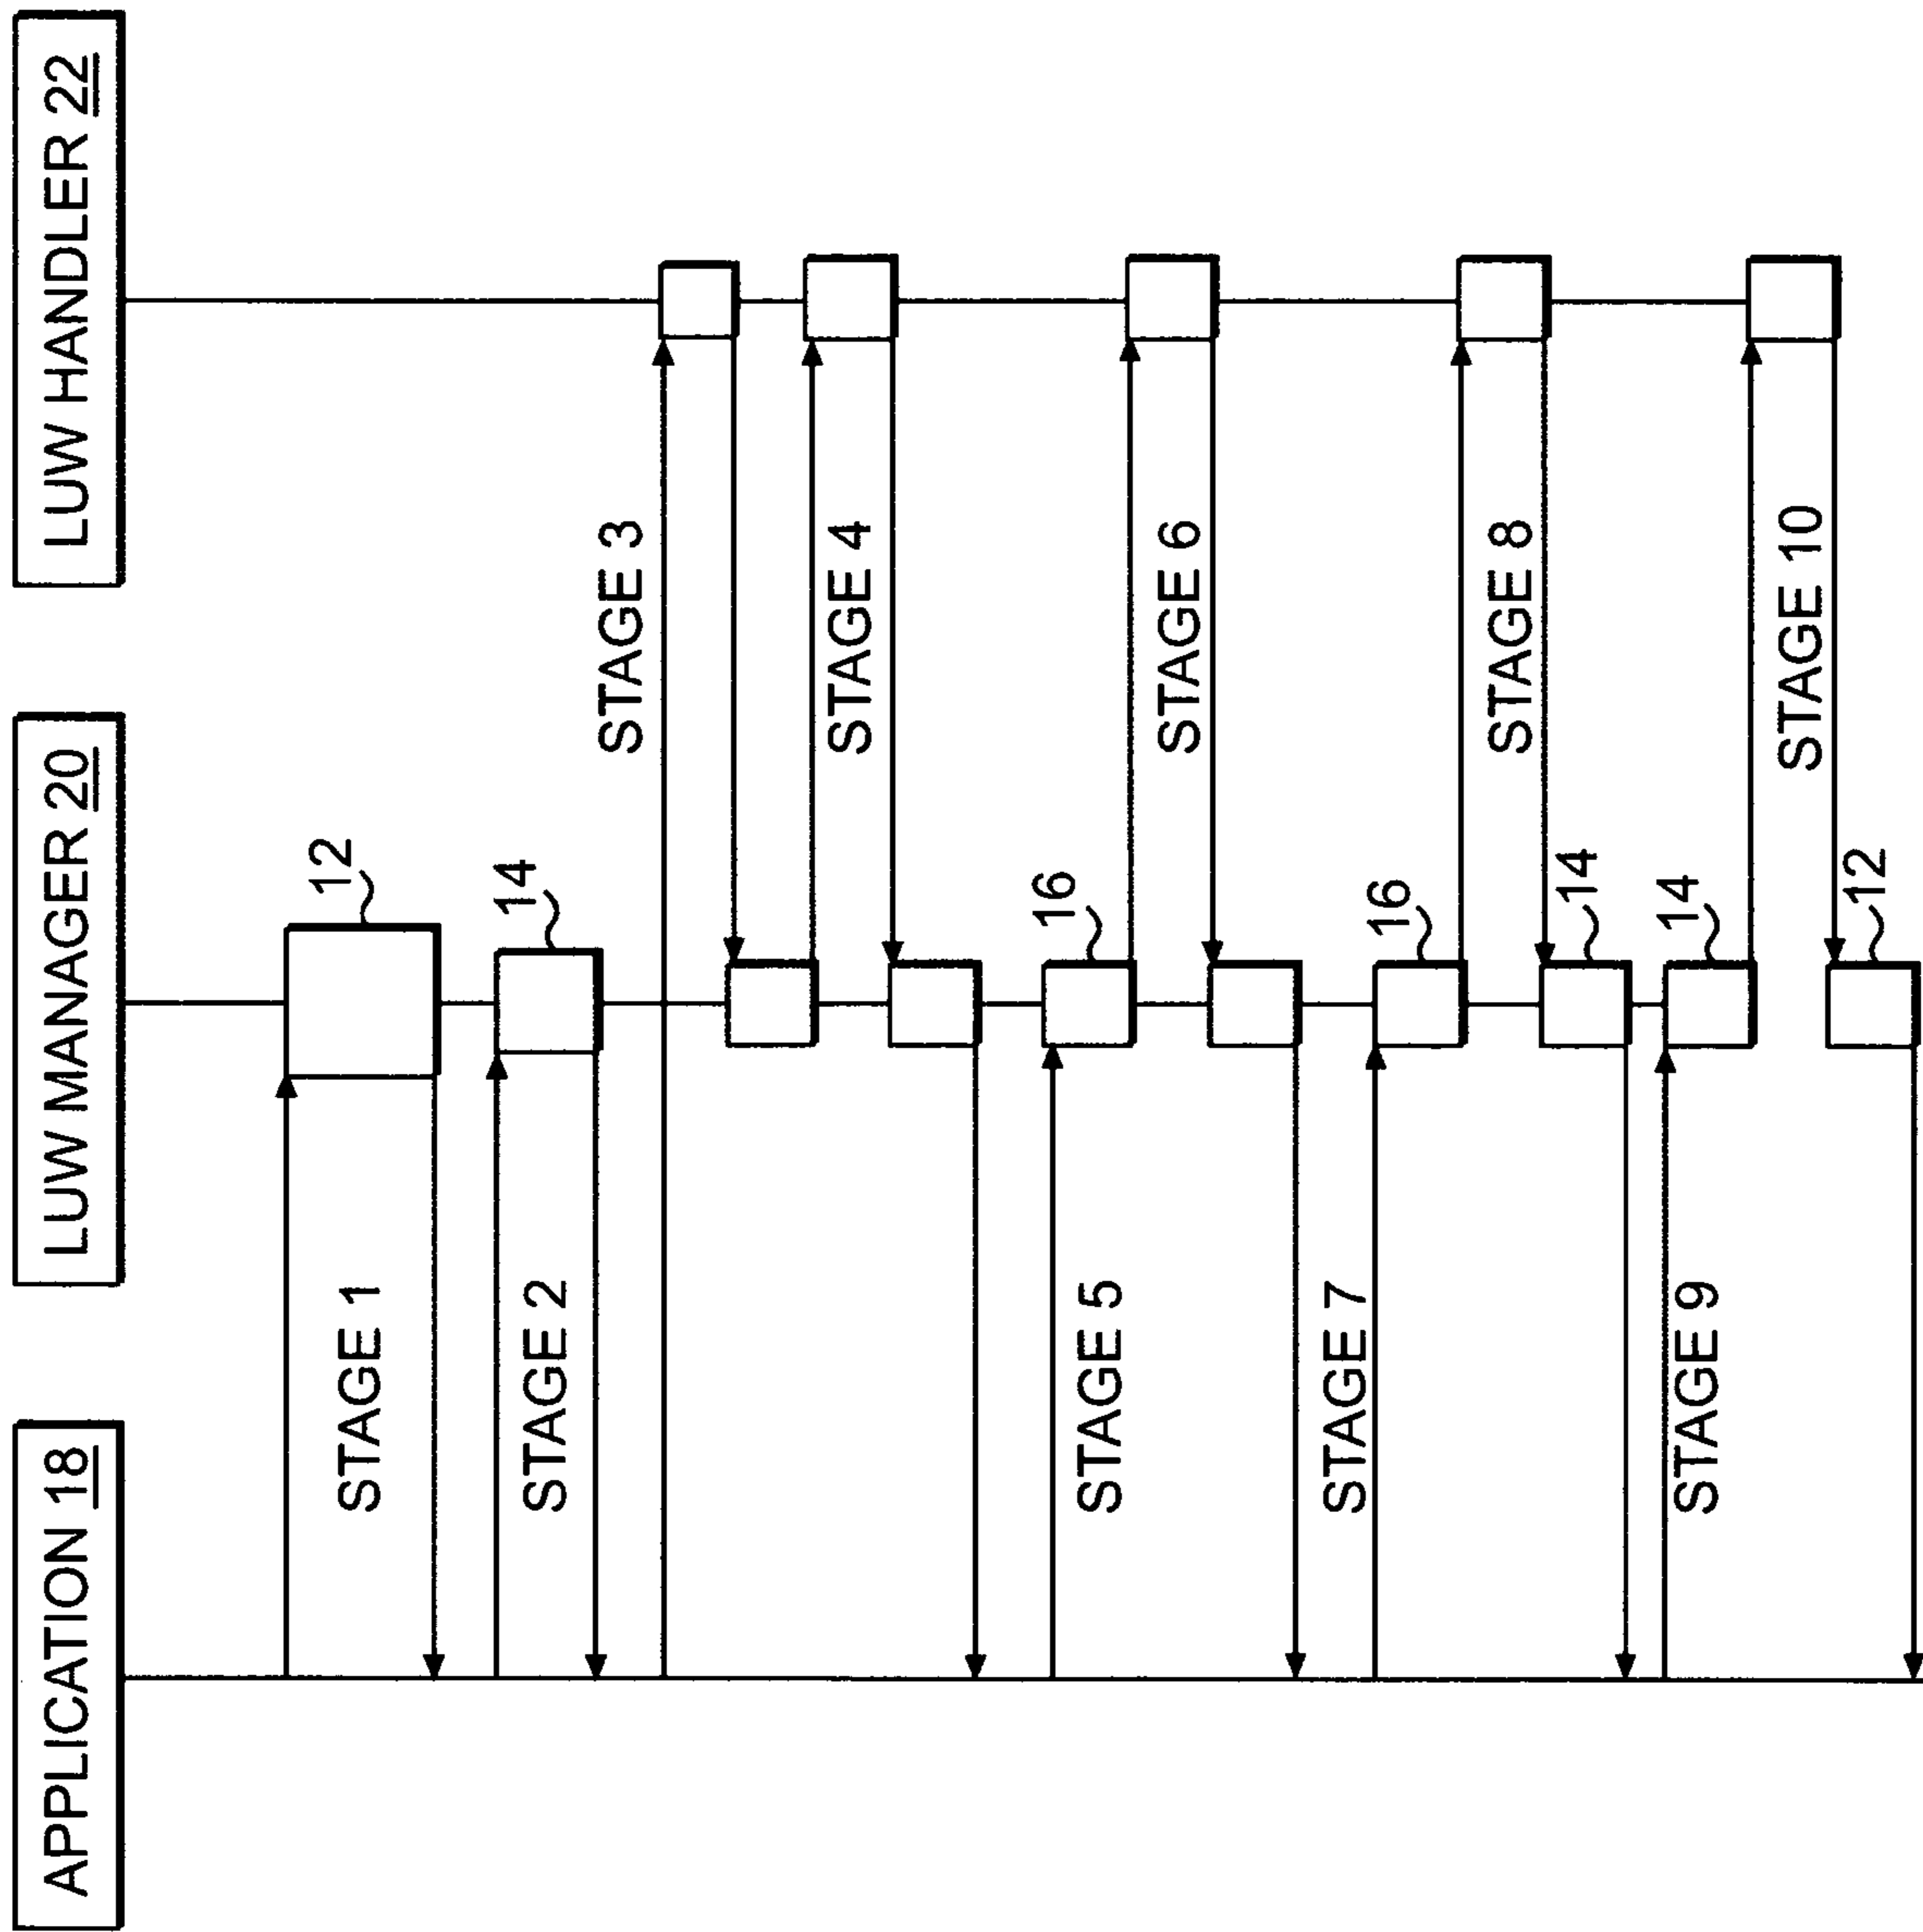 APPLICATION 18
LUW MANAGER 20
LUW HANDLER 22
STAGE 1
12
STAGE 2
14
STAGE 3
STAGE 4
STAGE 5
16
STAGE 6
STAGE 7
16
STAGE 8
14
STAGE 9
14
STAGE 10
12